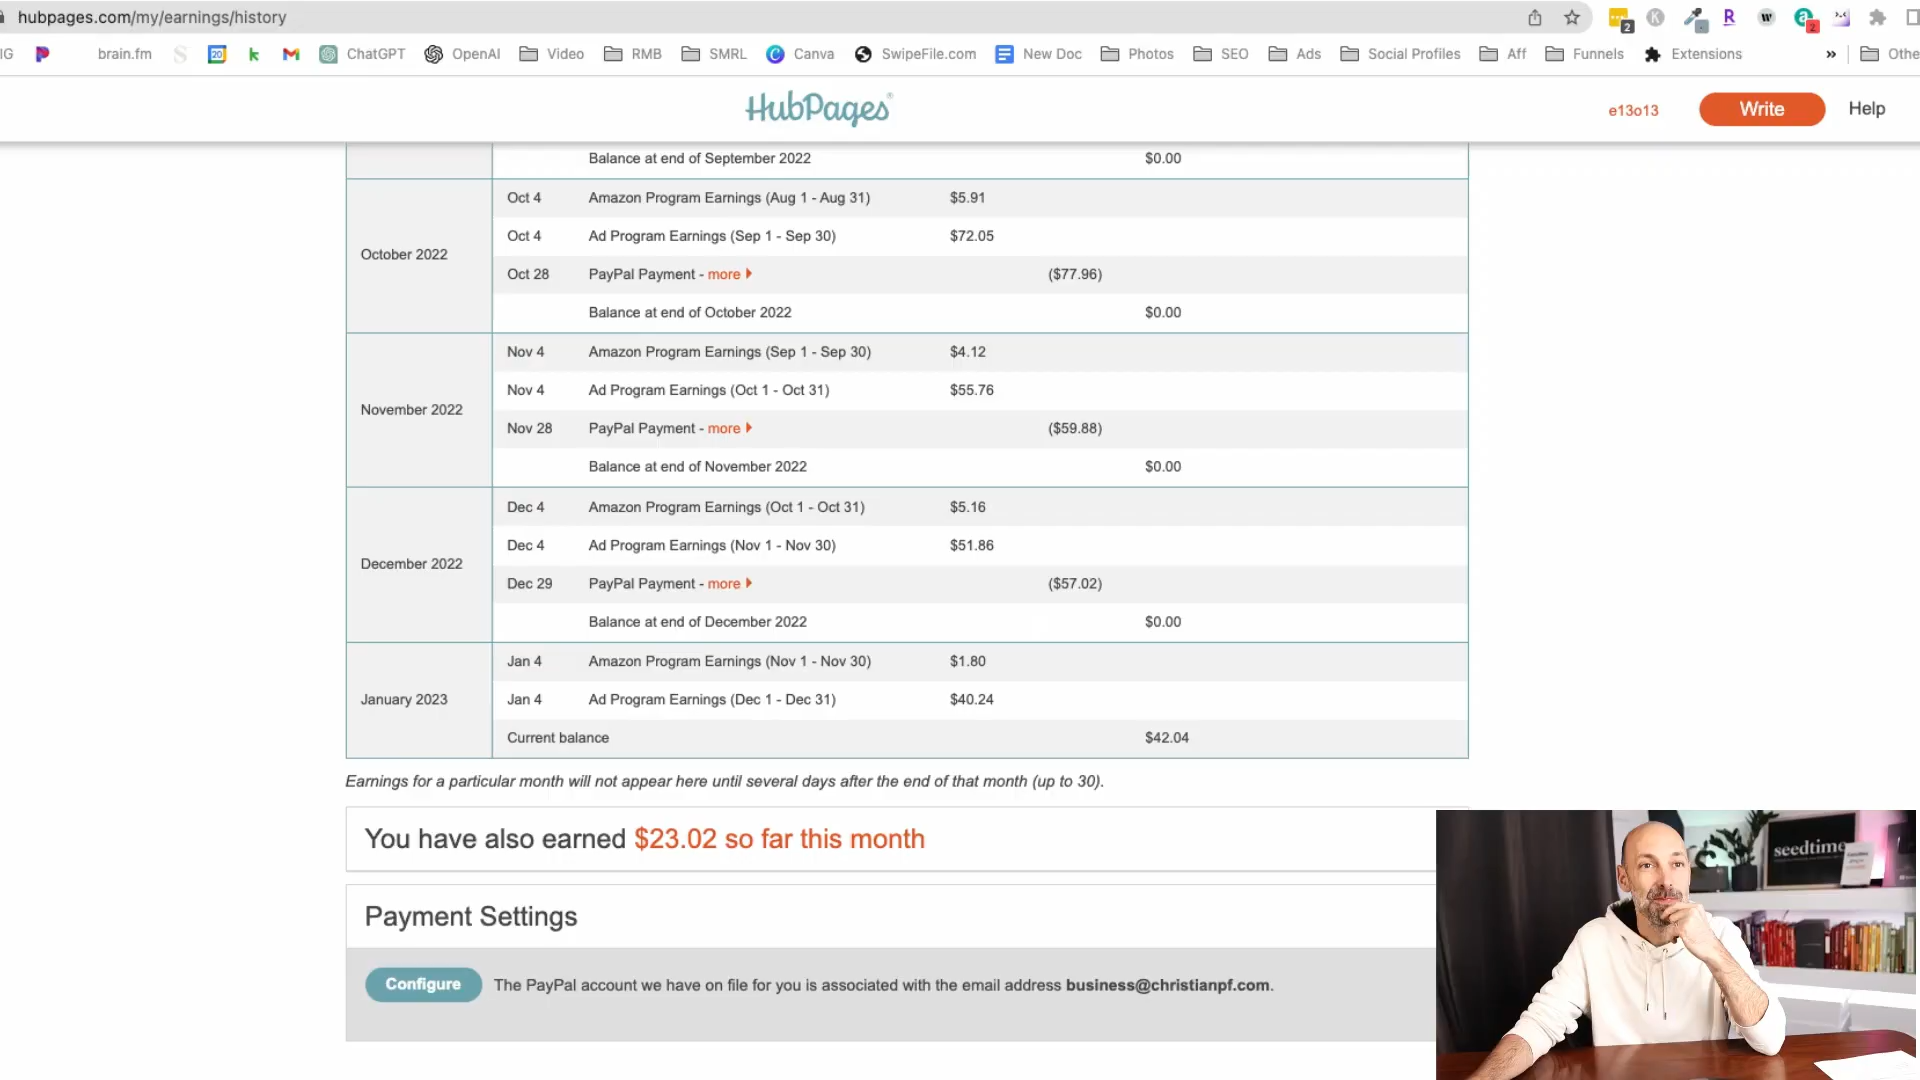 hubpages.com/my/earnings/history
IG brain.fm ChatGPT OpenAI Video RMB SMRL Canva SwipeFile.com New Doc Photos SEO Ads Social Profiles Aff Funnels Extensions » Othe
HubPages e13o13 Write Help
Balance at end of September 2022 $0.00
October 2022
Oct 4 Amazon Program Earnings (Aug 1 - Aug 31) $5.91
Oct 4 Ad Program Earnings (Sep 1 - Sep 30) $72.05
Oct 28 PayPal Payment - more ($77.96)
Balance at end of October 2022 $0.00
November 2022
Nov 4 Amazon Program Earnings (Sep 1 - Sep 30) $4.12
Nov 4 Ad Program Earnings (Oct 1 - Oct 31) $55.76
Nov 28 PayPal Payment - more ($59.88)
Balance at end of November 2022 $0.00
December 2022
Dec 4 Amazon Program Earnings (Oct 1 - Oct 31) $5.16
Dec 4 Ad Program Earnings (Nov 1 - Nov 30) $51.86
Dec 29 PayPal Payment - more ($57.02)
Balance at end of December 2022 $0.00
January 2023
Jan 4 Amazon Program Earnings (Nov 1 - Nov 30) $1.80
Jan 4 Ad Program Earnings (Dec 1 - Dec 31) $40.24
Current balance $42.04
Earnings for a particular month will not appear here until several days after the end of that month (up to 30).
You have also earned $23.02 so far this month
Payment Settings
Configure The PayPal account we have on file for you is associated with the email address business@christianpf.com.
seedtime